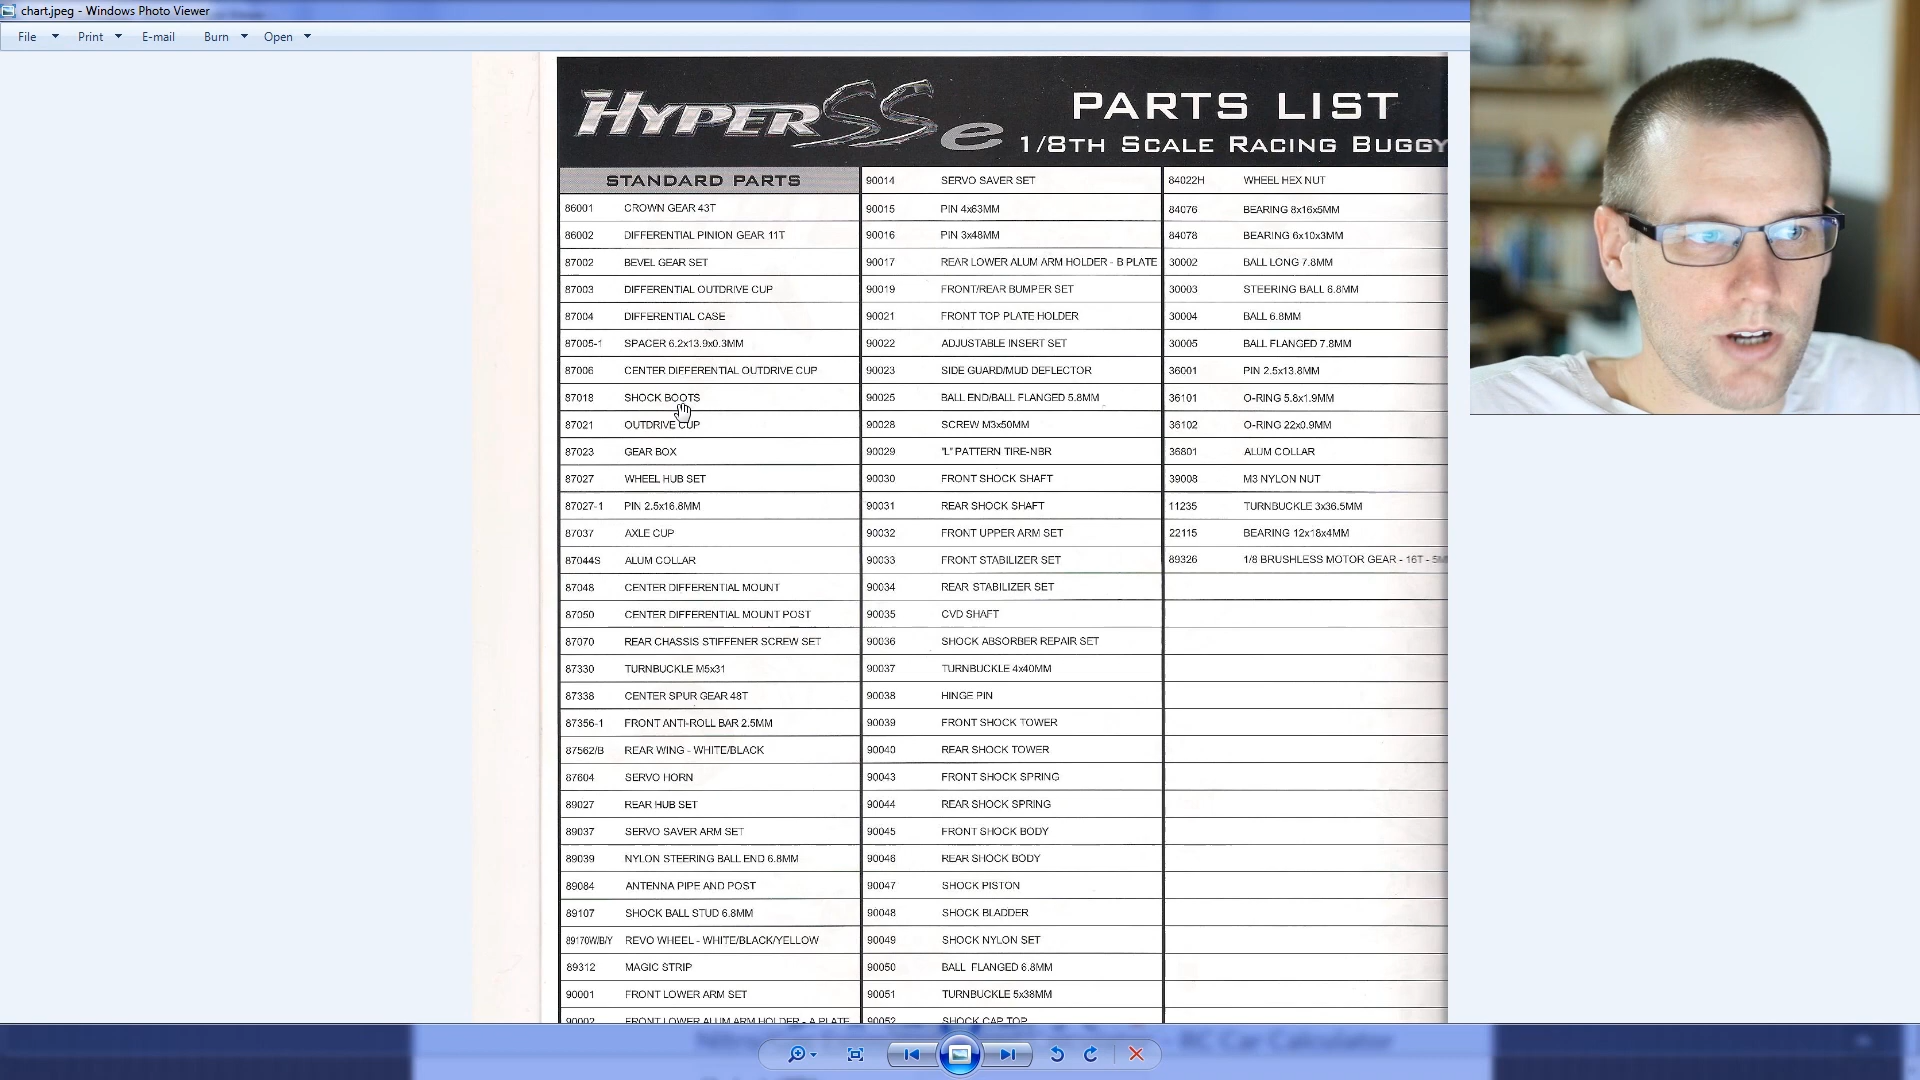 chart.jpeg - Windows Photo Viewer
File Print E-mail Burn Open
HYPER SS e
PARTS LIST
1/8TH SCALE RACING BUGGY
STANDARD PARTS
86001 CROWN GEAR 43T
86002 DIFFERENTIAL PINION GEAR 11T
87002 BEVEL GEAR SET
87003 DIFFERENTIAL OUTDRIVE CUP
87004 DIFFERENTIAL CASE
87005-1 SPACER 6.2x13.9x0.3MM
87006 CENTER DIFFERENTIAL OUTDRIVE CUP
87018 SHOCK BOOTS
87021 OUTDRIVE CUP
87023 GEAR BOX
87027 WHEEL HUB SET
87027-1 PIN 2.5x16.8MM
87037 AXLE CUP
87044S ALUM COLLAR
87048 CENTER DIFFERENTIAL MOUNT
87050 CENTER DIFFERENTIAL MOUNT POST
87070 REAR CHASSIS STIFFENER SCREW SET
87330 TURNBUCKLE M5x31
87338 CENTER SPUR GEAR 48T
87356-1 FRONT ANTI-ROLL BAR 2.5MM
87562/B REAR WING - WHITE/BLACK
87604 SERVO HORN
89027 REAR HUB SET
89037 SERVO SAVER ARM SET
89039 NYLON STEERING BALL END 6.8MM
89084 ANTENNA PIPE AND POST
89107 SHOCK BALL STUD 6.8MM
89170W/B/Y REVO WHEEL - WHITE/BLACK/YELLOW
89312 MAGIC STRIP
90001 FRONT LOWER ARM SET
90002 FRONT LOWER ALUM ARM HOLDER - A PLATE
90014 SERVO SAVER SET
90015 PIN 4x63MM
90016 PIN 3x48MM
90017 REAR LOWER ALUM ARM HOLDER - B PLATE
90019 FRONT/REAR BUMPER SET
90021 FRONT TOP PLATE HOLDER
90022 ADJUSTABLE INSERT SET
90023 SIDE GUARD/MUD DEFLECTOR
90025 BALL END/BALL FLANGED 5.8MM
90028 SCREW M3x50MM
90029 "L" PATTERN TIRE-NBR
90030 FRONT SHOCK SHAFT
90031 REAR SHOCK SHAFT
90032 FRONT UPPER ARM SET
90033 FRONT STABILIZER SET
90034 REAR STABILIZER SET
90035 CVD SHAFT
90036 SHOCK ABSORBER REPAIR SET
90037 TURNBUCKLE 4x40MM
90038 HINGE PIN
90039 FRONT SHOCK TOWER
90040 REAR SHOCK TOWER
90043 FRONT SHOCK SPRING
90044 REAR SHOCK SPRING
90045 FRONT SHOCK BODY
90046 REAR SHOCK BODY
90047 SHOCK PISTON
90048 SHOCK BLADDER
90049 SHOCK NYLON SET
90050 BALL FLANGED 6.8MM
90051 TURNBUCKLE 5x38MM
90052 SHOCK CAP TOP
84022H WHEEL HEX NUT
84076 BEARING 8x16x5MM
84078 BEARING 6x10x3MM
30002 BALL LONG 7.8MM
30003 STEERING BALL 6.8MM
30004 BALL 6.8MM
30005 BALL FLANGED 7.8MM
36001 PIN 2.5x13.8MM
36101 O-RING 5.8x1.9MM
36102 O-RING 22x0.9MM
36801 ALUM COLLAR
39008 M3 NYLON NUT
11235 TURNBUCKLE 3x36.5MM
22115 BEARING 12x18x4MM
89326 1/8 BRUSHLESS MOTOR GEAR - 16T -
RC Car Calculator